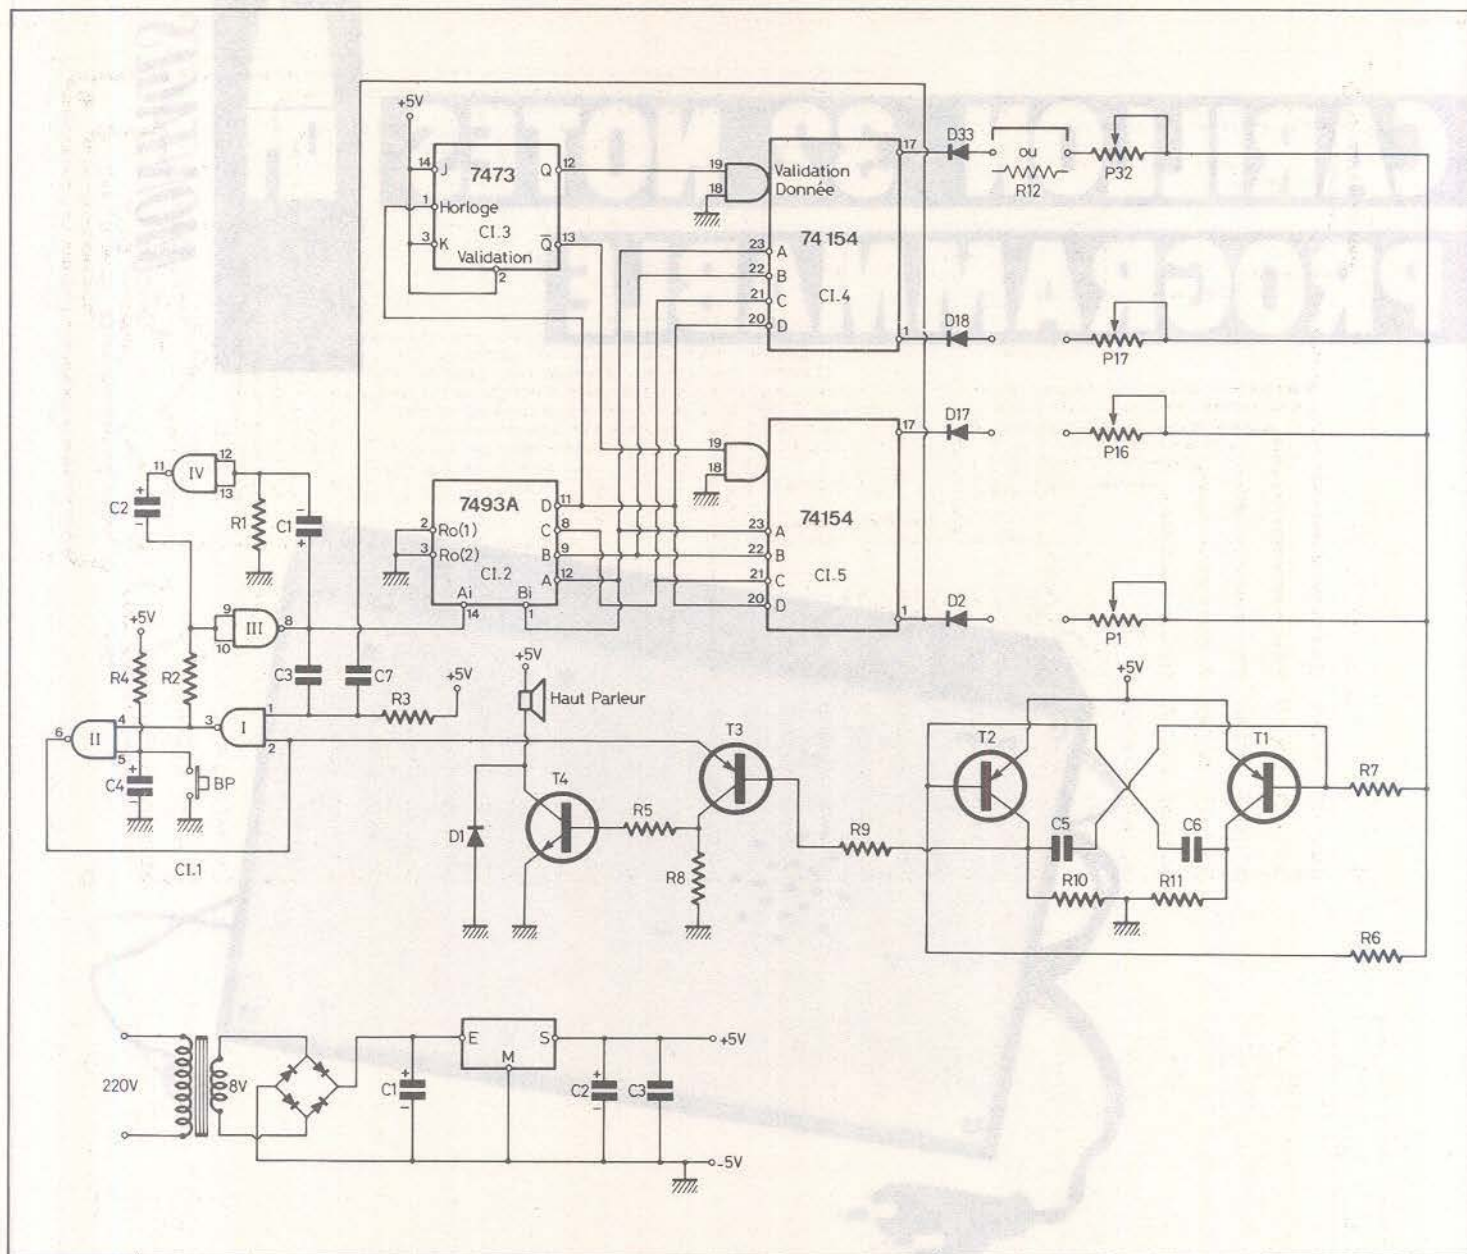 +5V
14 J 7473 Q 12
1 Horloge
CI.3
3 K Q 13
Validation
2
19
18
Validation
Donnée
74154
CI.4
23 A
22 B
21 C
20 D
17
1
D33
ou
R12
P32
D18
P17
D17
P16
D2
P1
19
18
74154
CI.5
23 A
22 B
21 C
20 D
17
1
7493A
2 Ro(1)
3 Ro(2)
CI.2
D 11
C 8
B 9
A 12
Ai Bi
14 1
11 IV 12
13
C2
+
-
R1
C1
-
+
9
10
III
8
+5V
R4
R2
C3
C7
R3
+5V
6 II 4
5
3 I 1
2
C4
+
-
BP
CI.1
+5V
Haut Parleur
T3
T4
D1
R5
R8
R9
+5V
T2
T1
R7
C5
C6
R10
R11
R6
220V
8V
E S
M
C1
+
-
C2
+
-
C3
+5V
-5V
CARILLON 32 NOTES
PROGRAMMABLE